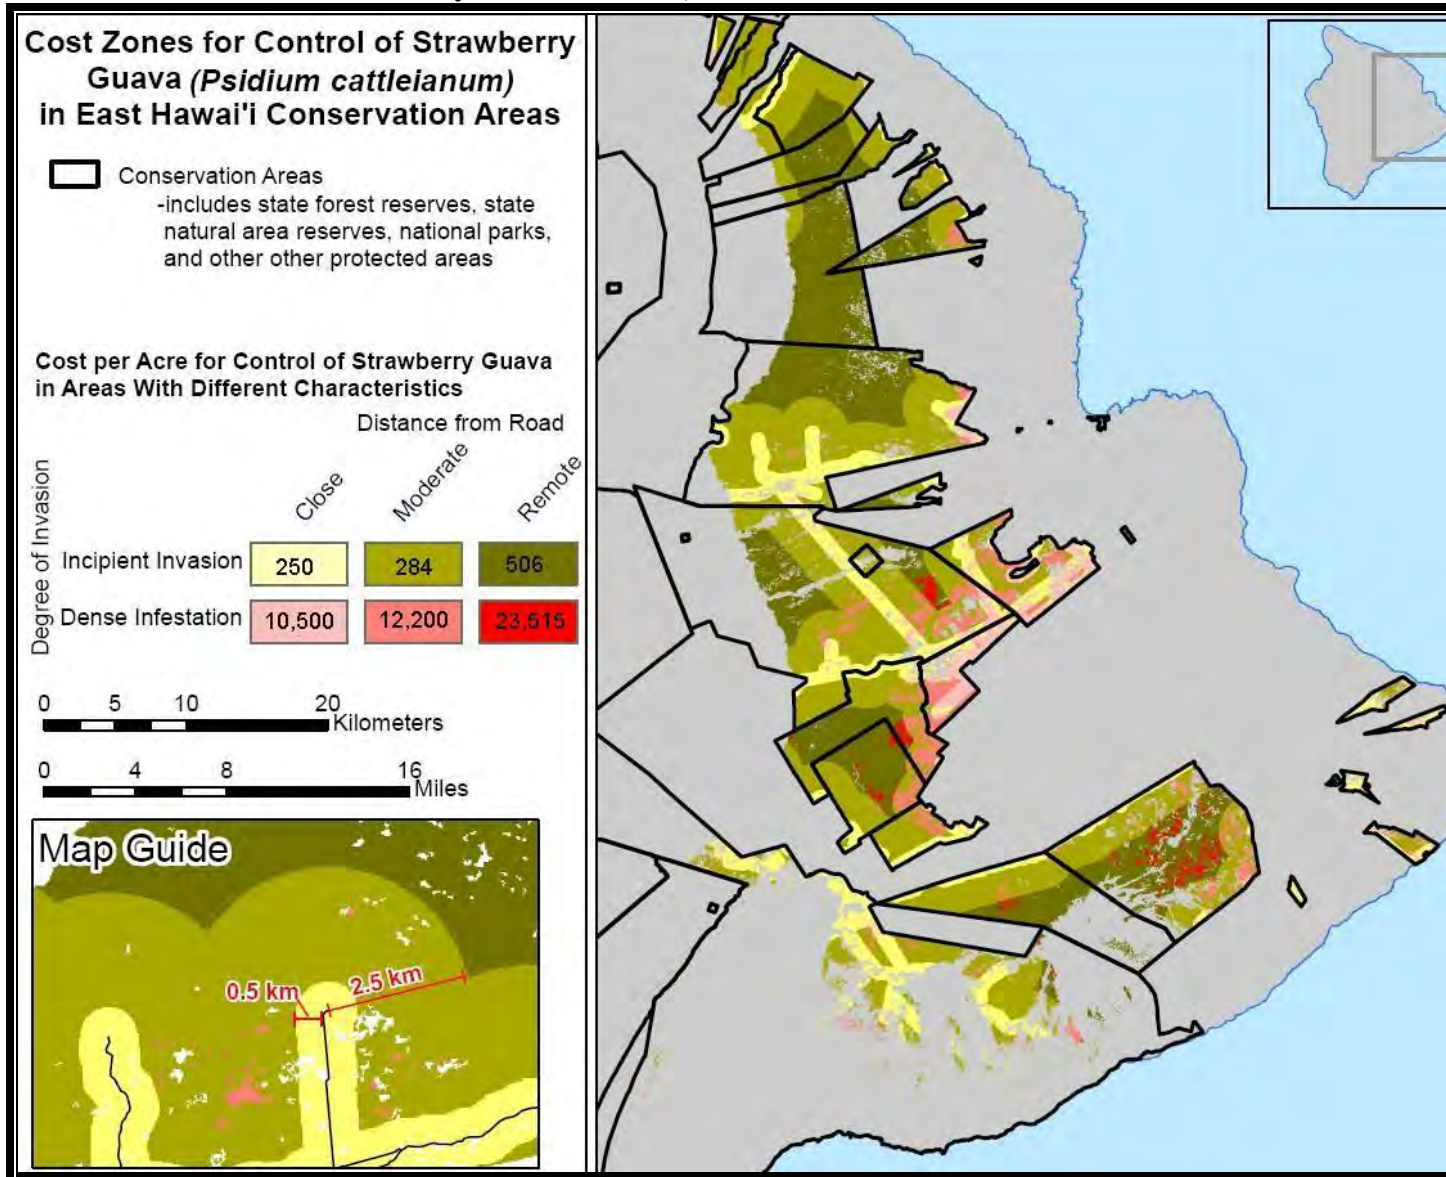 Cost Zones for Control of Strawberry
Guava (Psidium cattleianum)
in East Hawai'i Conservation Areas
Conservation Areas
-includes state forest reserves, state
natural area reserves, national parks,
and other other protected areas
Cost per Acre for Control of Strawberry Guava
in Areas With Different Characteristics
Distance from Road
Degree of Invasion
Close
Moderate
Remote
Incipient Invasion 250 284 506
Dense Infestation 10,500 12,200 23,515
0 5 10 20
Kilometers
0 4 8 16
Miles
Map Guide
0.5 km
2.5 km